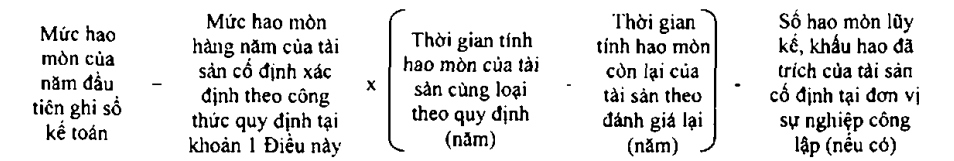 Mức hao
mòn của
năm đầu
tiên ghi sổ
kế toán
–
Mức hao mòn
hàng năm của tài
sản cố định xác
định theo công
thức quy định tại
khoản 1 Điều này
x
Thời gian tính
hao mòn của tài
sản cùng loại
theo quy định
(năm)
-
Thời gian
tính hao mòn
còn lại của
tài sản theo
đánh giá lại
(năm)
-
Số hao mòn lũy
kế, khấu hao đã
trích của tài sản
cố định tại đơn vị
sự nghiệp công
lập (nếu có)